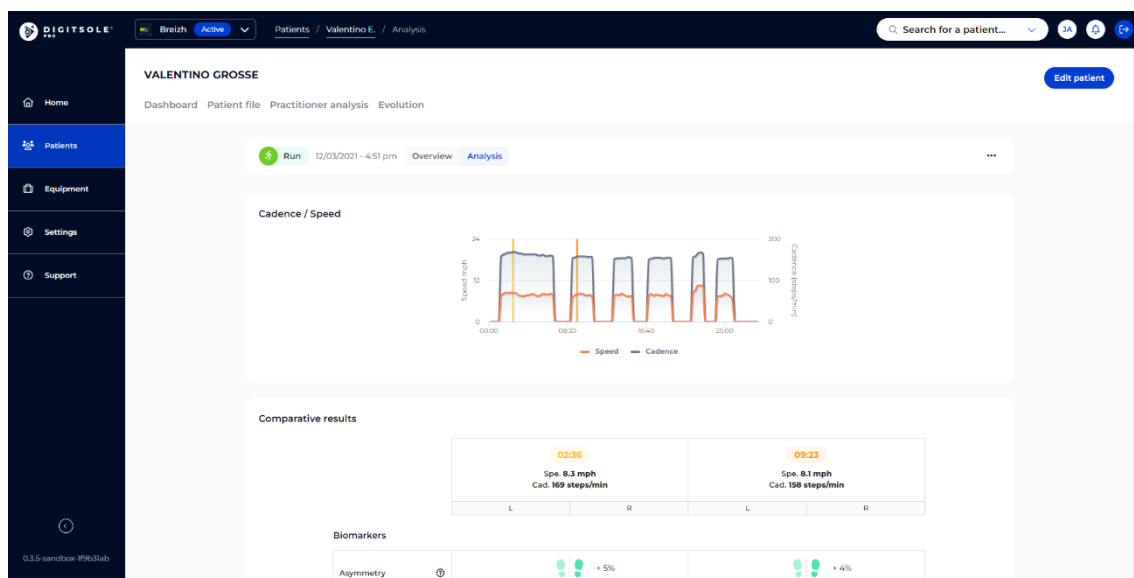 DIGITSOLE®
PRO
Breizh Active
Patients / Valentino E. / Analysis
Search for a patient...
JA
VALENTINO GROSSE
Edit patient
Dashboard Patient file Practitioner analysis Evolution
Home
Patients
Equipment
Settings
Support
0.3.5-sandbox-1f9b31ab
Run 12/03/2021 - 4:51 pm Overview Analysis
...
Cadence / Speed
24 200
12 100
0 0
Speed mph
Cadence (steps/min)
00:00 08:20 16:40 25:00
Speed Cadence
Comparative results
02:36 09:23
Spe. 8.3 mph Spe. 8.1 mph
Cad. 169 steps/min Cad. 158 steps/min
L R L R
Biomarkers
Asymmetry ? + 5% + 4%